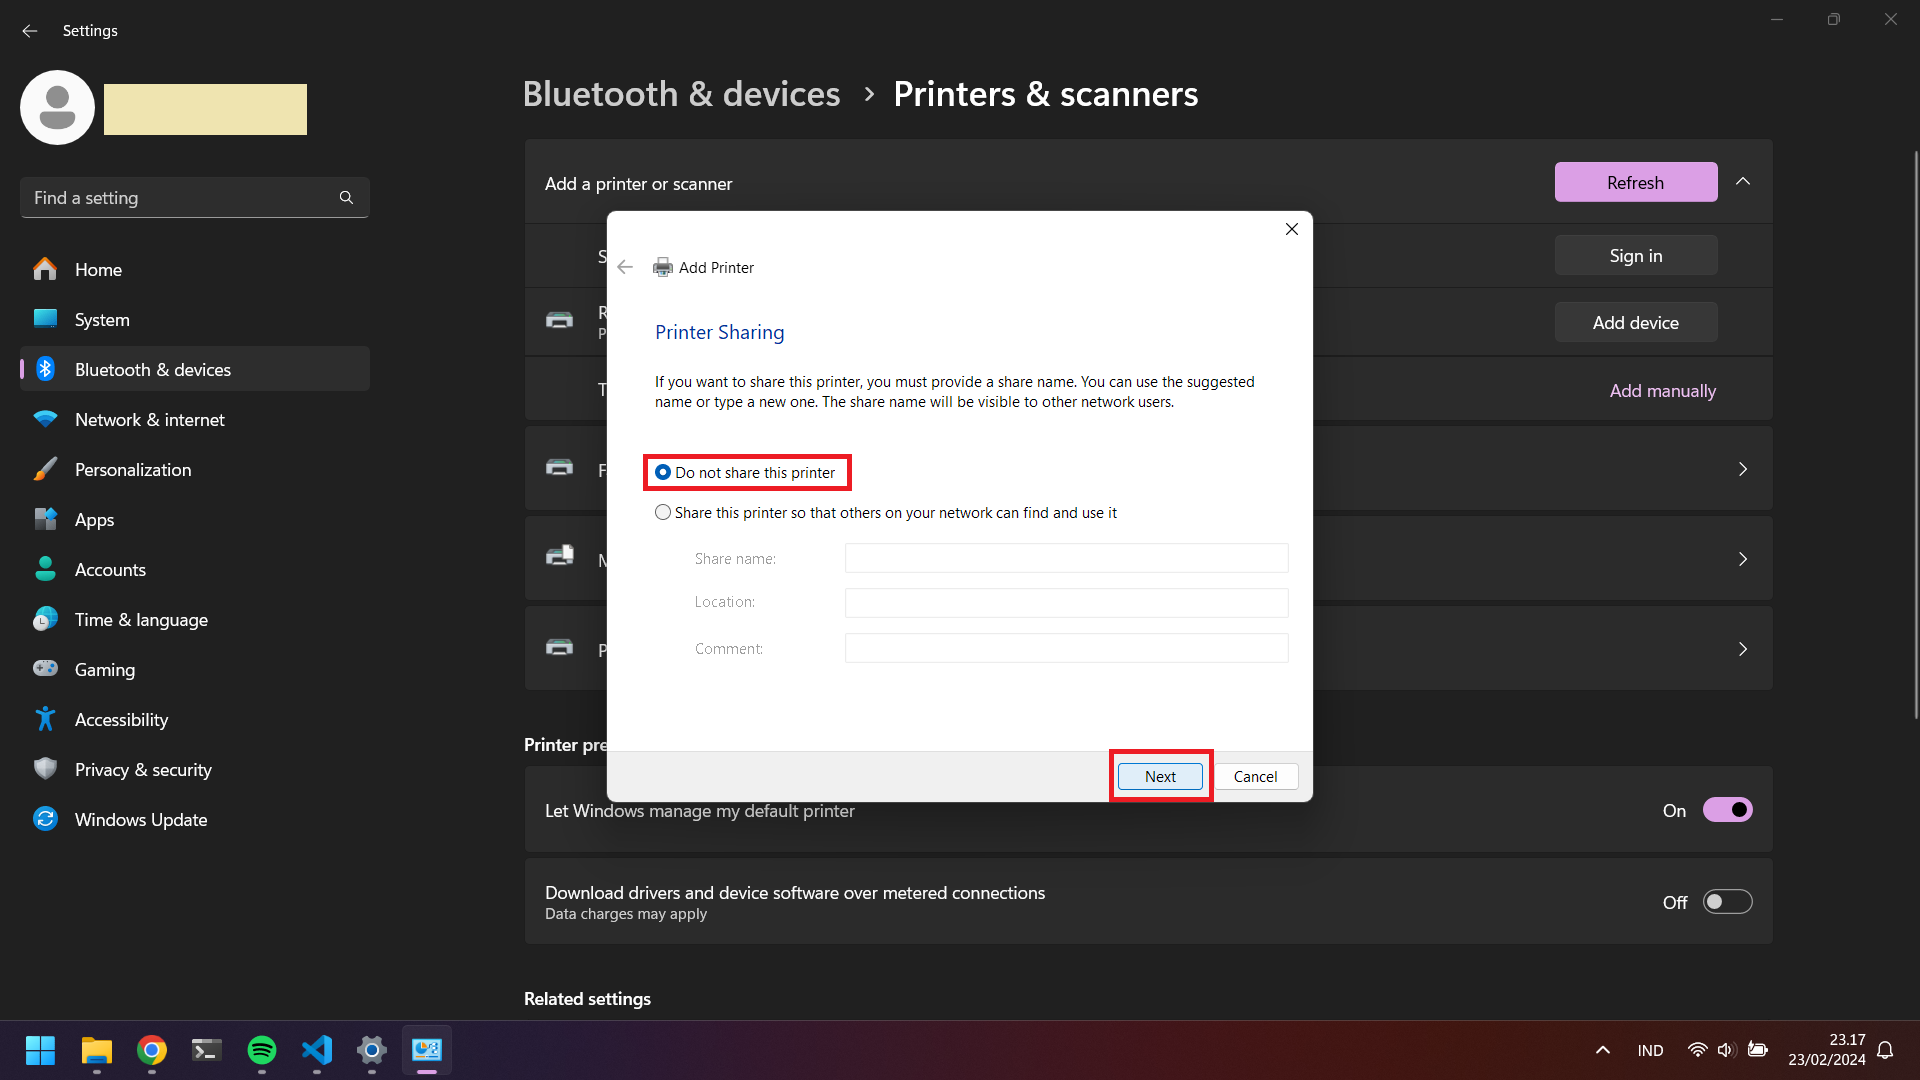 Settings
Bluetooth & devices > Printers & scanners
Find a setting
Home
System
Bluetooth & devices
Network & internet
Personalization
Apps
Accounts
Time & language
Gaming
Accessibility
Privacy & security
Windows Update
Add a printer or scanner
Refresh
Sign in
Add device
Add manually
Add Printer
Printer Sharing
If you want to share this printer, you must provide a share name. You can use the suggested
name or type a new one. The share name will be visible to other network users.
Do not share this printer
Share this printer so that others on your network can find and use it
Share name:
Location:
Comment:
Next
Cancel
Printer pre
Let Windows manage my default printer
On
Download drivers and device software over metered connections
Data charges may apply
Off
Related settings
IND
23.17
23/02/2024